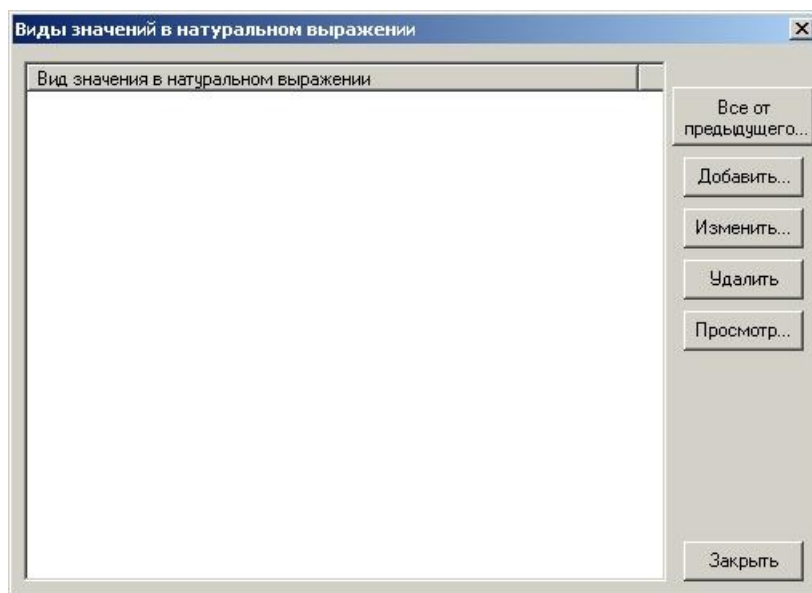 Виды значений в натуральном выражении
Вид значения в натуральном выражении
Все от
предыдущего...
Добавить...
Изменить...
Удалить
Просмотр...
Закрыть